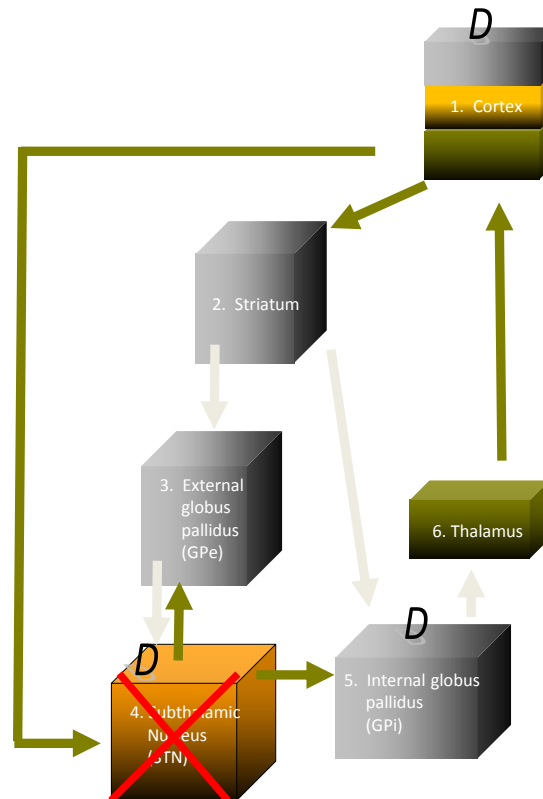 D
1. Cortex
2. Striatum
3. External
globus
pallidus
(GPe)
6. Thalamus
D
D
4. Subthalamic
Nucleus
(STN)
5. Internal globus
pallidus
(GPi)